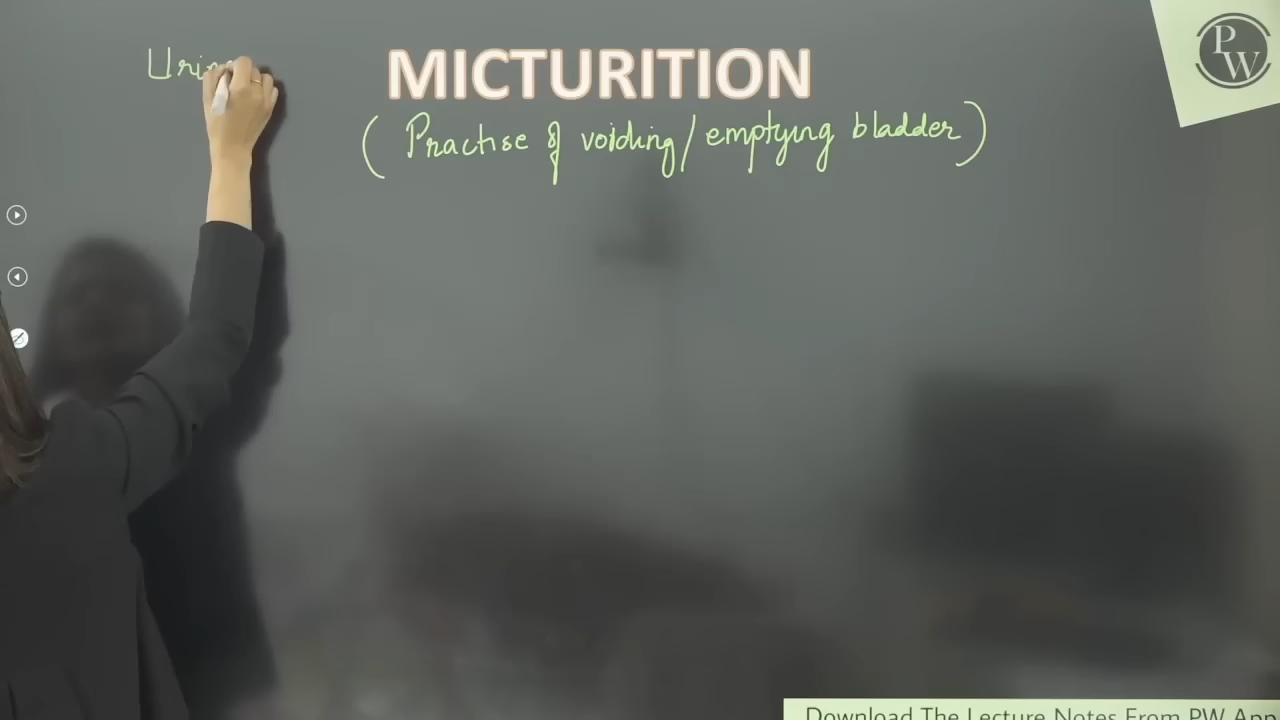 MICTURITION
(Practise of voiding/emptying bladder)
PW
Download The Lecture Notes From PW App